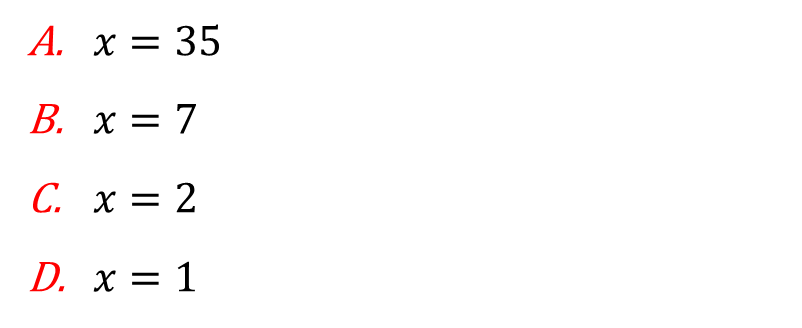 A. x = 35
B. x = 7
C. x = 2
D. x = 1